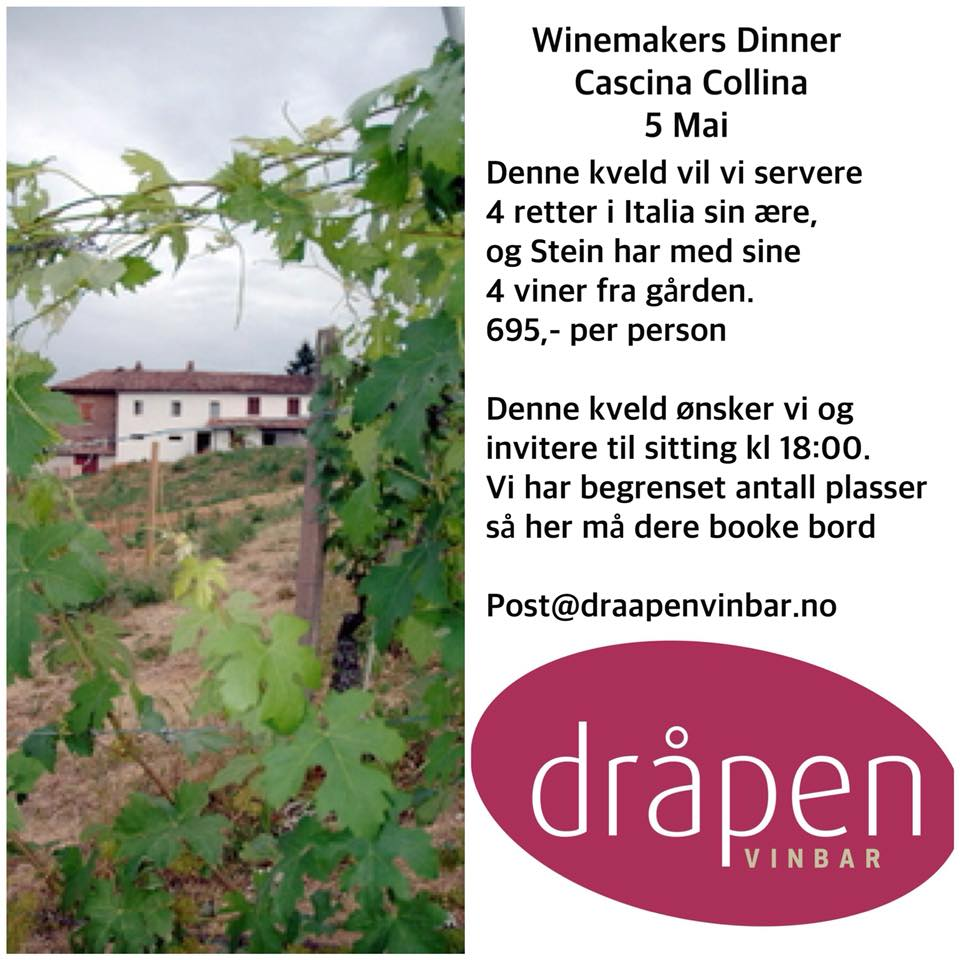 Winemakers Dinner
Cascina Collina
5 Mai
Denne kveld vil vi servere
4 retter i Italia sin ære,
og Stein har med sine
4 viner fra gården.
695,- per person
Denne kveld ønsker vi og
invitere til sitting kl 18:00.
Vi har begrenset antall plasser
så her må dere booke bord
Post@draapenvinbar.no
dråpen
VINBAR